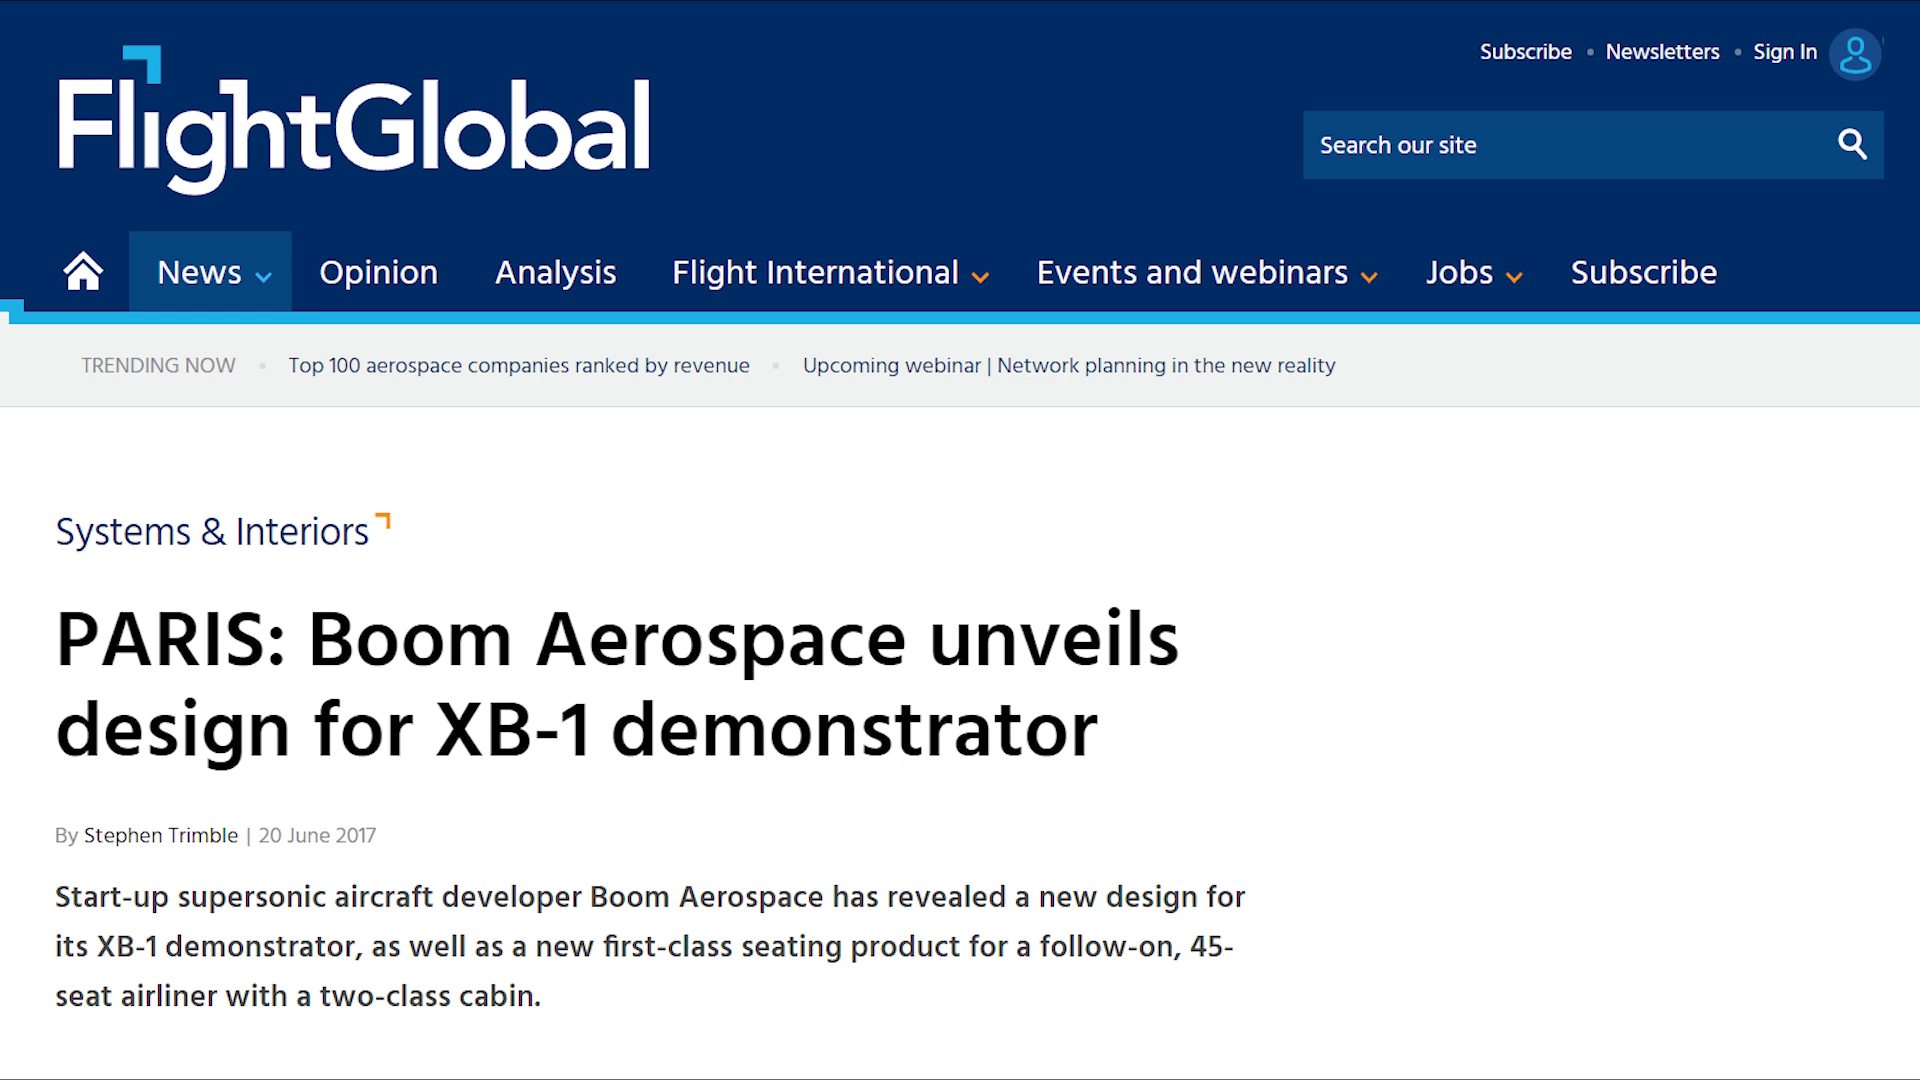 Subscribe • Newsletters • Sign In
FlightGlobal
Search our site
News Opinion Analysis Flight International Events and webinars Jobs Subscribe
TRENDING NOW • Top 100 aerospace companies ranked by revenue • Upcoming webinar | Network planning in the new reality
Systems & Interiors
PARIS: Boom Aerospace unveils
design for XB-1 demonstrator
By Stephen Trimble | 20 June 2017
Start-up supersonic aircraft developer Boom Aerospace has revealed a new design for
its XB-1 demonstrator, as well as a new first-class seating product for a follow-on, 45-
seat airliner with a two-class cabin.